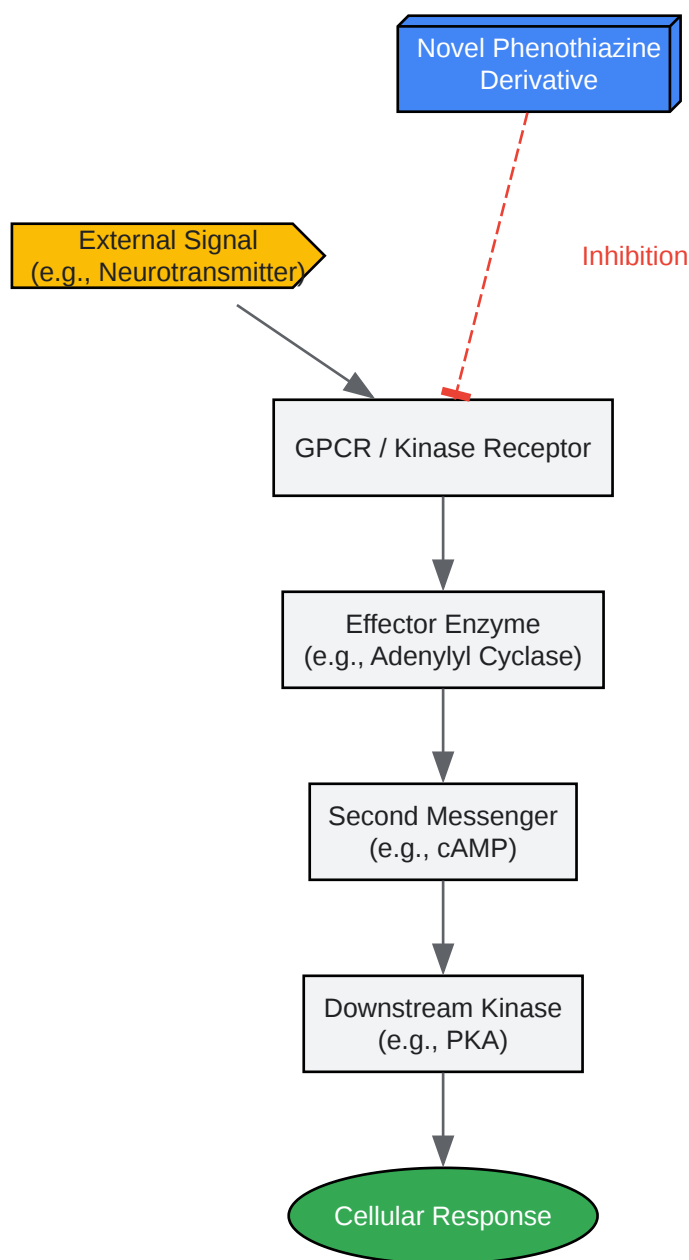 Novel Phenothiazine
Derivative
External Signal
(e.g., Neurotransmitter)
Inhibition
GPCR / Kinase Receptor
Effector Enzyme
(e.g., Adenylyl Cyclase)
Second Messenger
(e.g., cAMP)
Downstream Kinase
(e.g., PKA)
Cellular Response